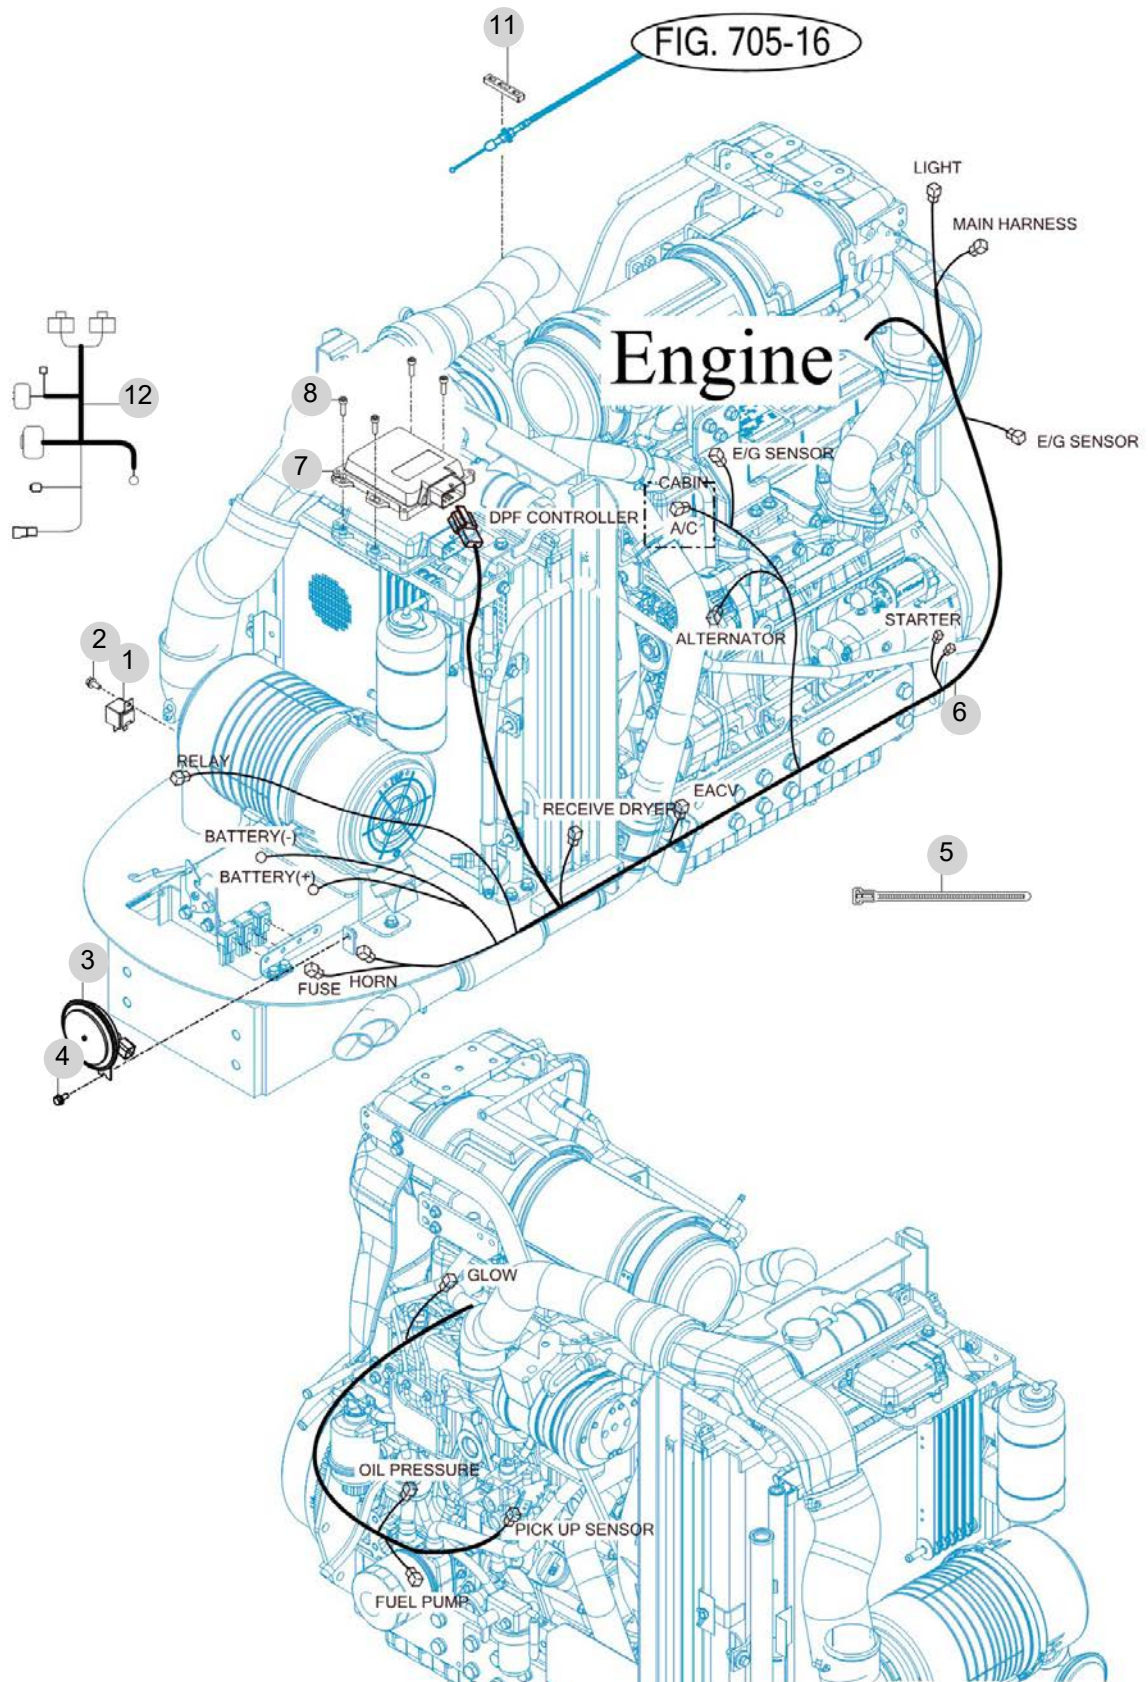 11
FIG. 705-16
LIGHT
MAIN HARNESS
Engine
12
8
E/G SENSOR
E/G SENSOR
7
CABIN
DPF CONTROLLER
A/C
STARTER
ALTERNATOR
2
1
6
RELAY
EACV
RECEIVE DRYER
BATTERY(-)
5
BATTERY(+)
3
FUSE
HORN
4
GLOW
OIL PRESSURE
PICK UP SENSOR
FUEL PUMP